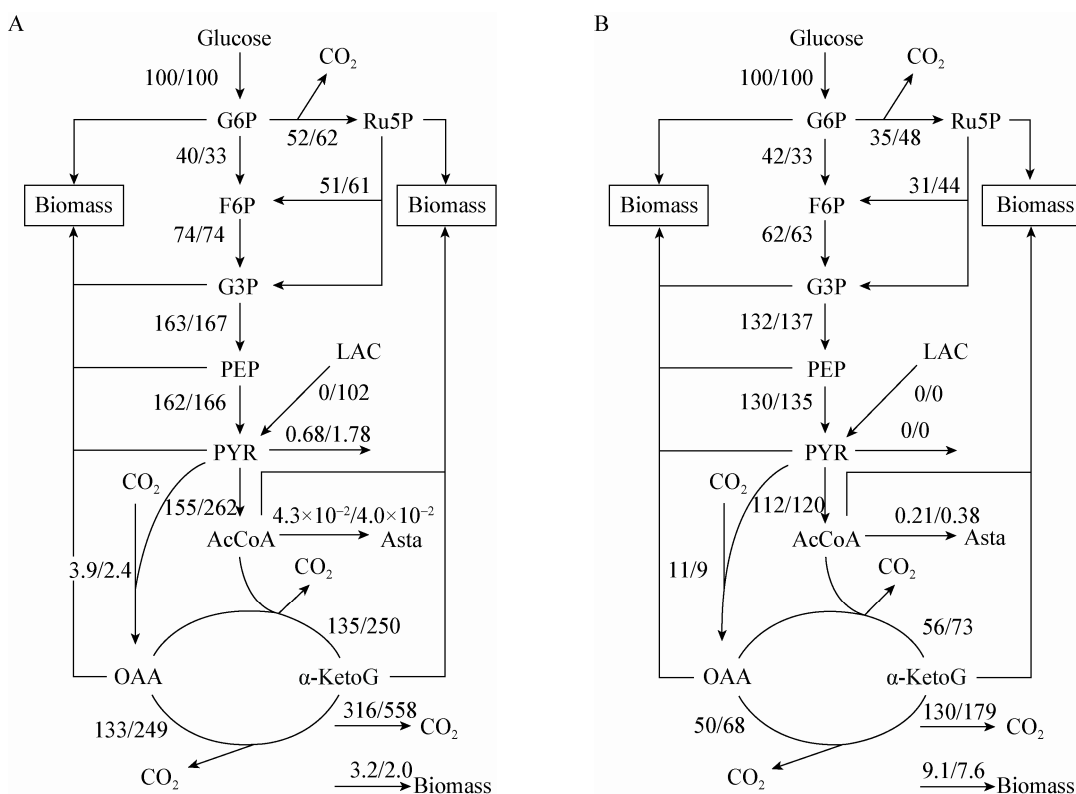 A
Glucose
100/100
CO₂
G6P
52/62
Ru5P
40/33
51/61
Biomass
F6P
Biomass
74/74
G3P
163/167
LAC
PEP
162/166
0/102
0.68/1.78
PYR
CO₂
155/262
4.3×10⁻²/4.0×10⁻²
AcCoA
Asta
3.9/2.4
CO₂
135/250
OAA
α-KetoG
133/249
316/558
CO₂
CO₂
3.2/2.0
Biomass
B
Glucose
100/100
CO₂
G6P
35/48
Ru5P
42/33
31/44
Biomass
F6P
Biomass
62/63
G3P
132/137
LAC
PEP
130/135
0/0
0/0
PYR
CO₂
112/120
0.21/0.38
AcCoA
Asta
11/9
CO₂
56/73
OAA
α-KetoG
50/68
130/179
CO₂
CO₂
9.1/7.6
Biomass